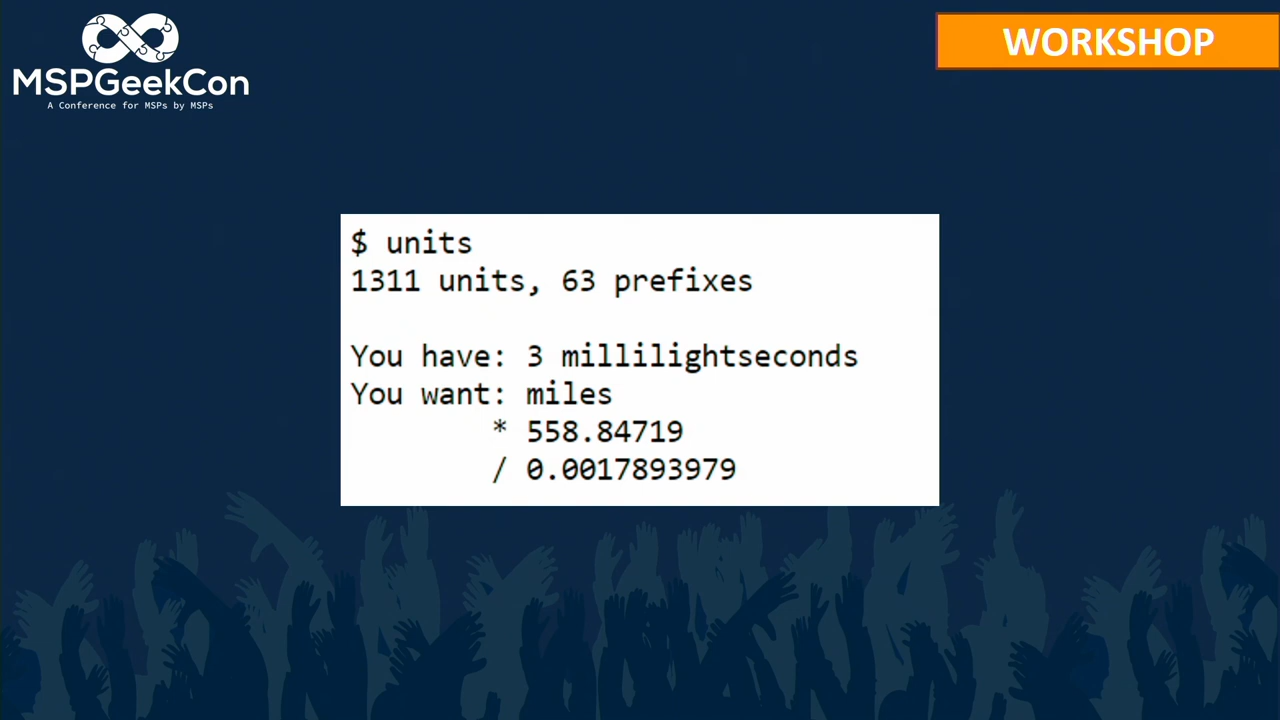 MSPGeekCon
A Conference for MSPs by MSPs
WORKSHOP
$ units
1311 units, 63 prefixes
You have: 3 millilightseconds
You want: miles
* 558.84719
/ 0.0017893979